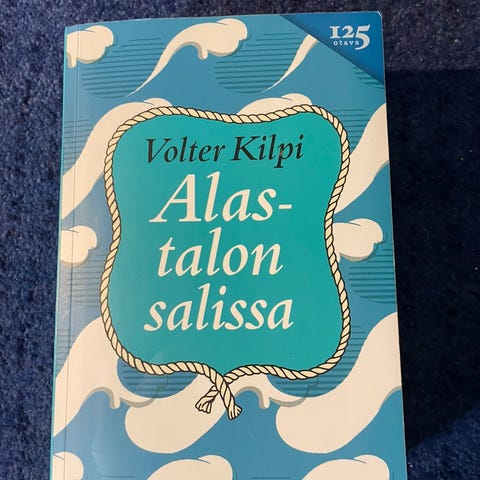 125
otava
Volter Kilpi
Alas-
talon
salissa